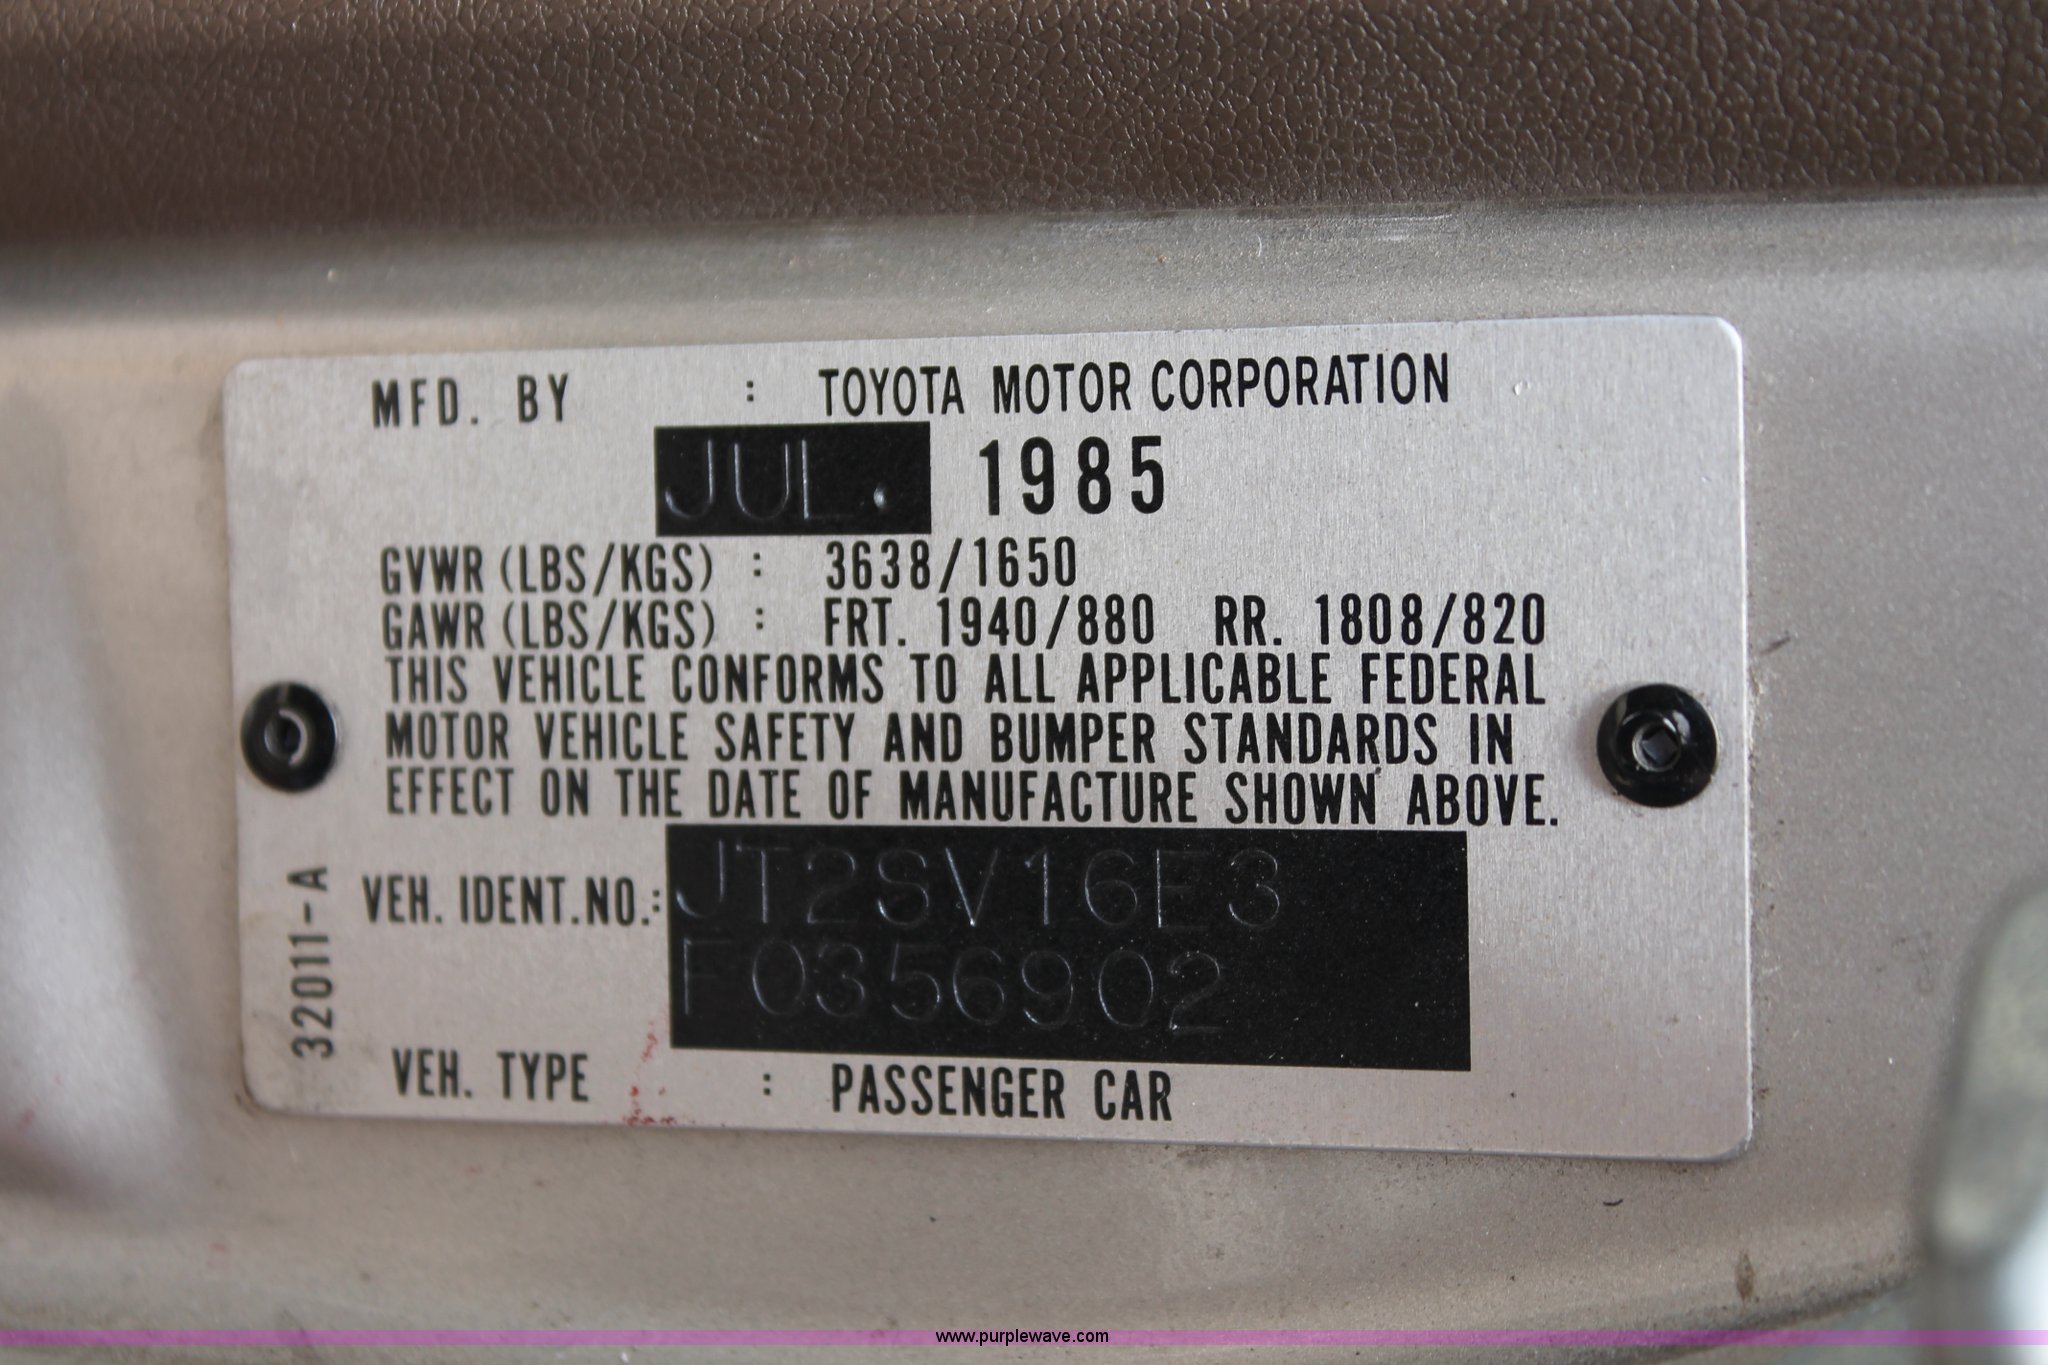 MFD. BY : TOYOTA MOTOR CORPORATION
JUL. 1985
GVWR (LBS/KGS) : 3638/1650
GAWR (LBS/KGS) : FRT. 1940/880 RR. 1808/820
THIS VEHICLE CONFORMS TO ALL APPLICABLE FEDERAL
MOTOR VEHICLE SAFETY AND BUMPER STANDARDS IN
EFFECT ON THE DATE OF MANUFACTURE SHOWN ABOVE.
VEH. IDENT.NO.: JT2SV16E3
F0356902
VEH. TYPE : PASSENGER CAR
32011-A
www.purplewave.com